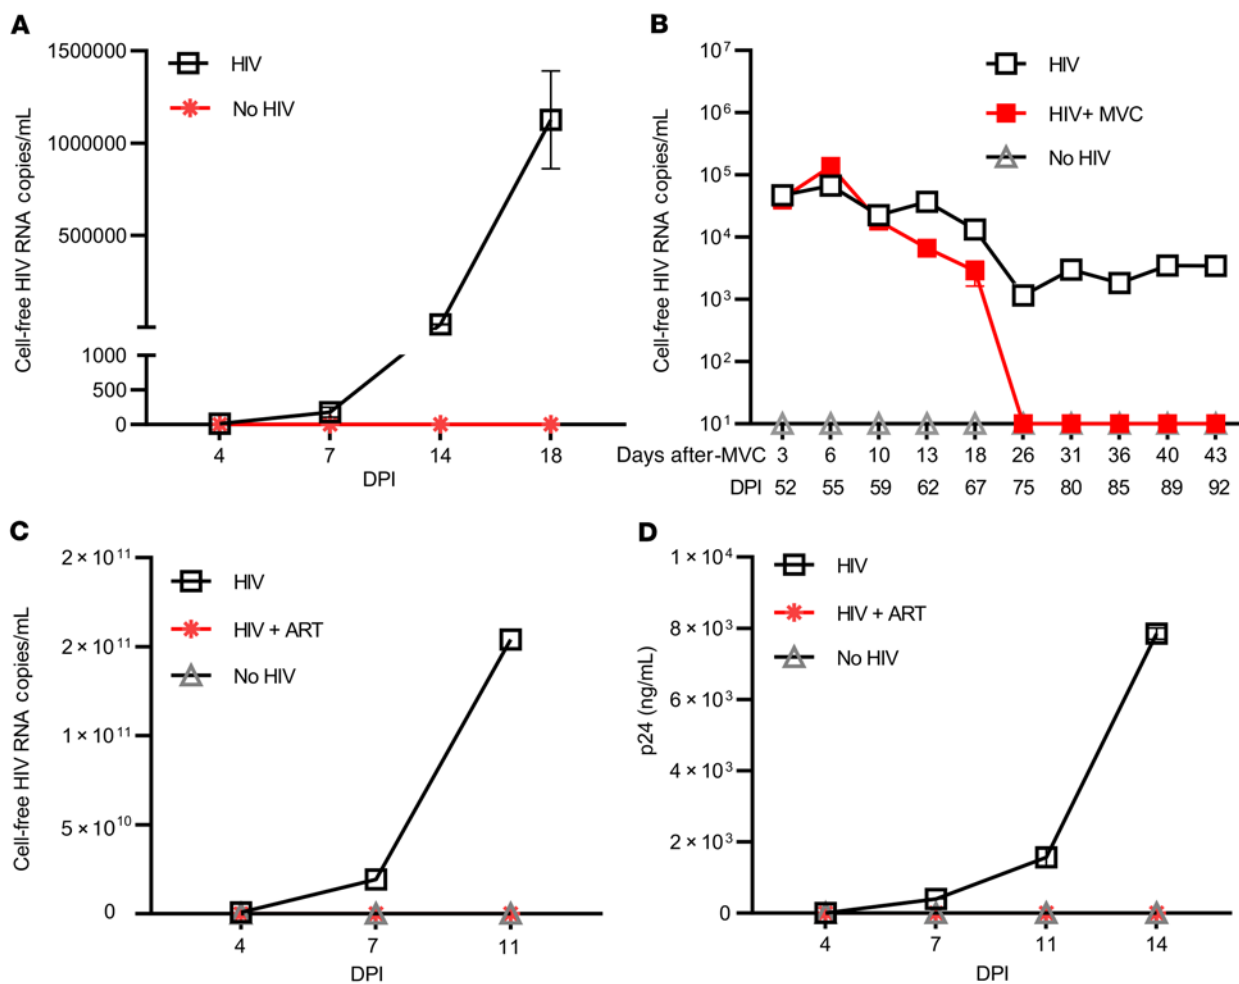 A
Cell-free HIV RNA copies/mL
1500000
1000000
500000
1000
500
0
HIV
No HIV
4 7 14 18
DPI
B
Cell-free HIV RNA copies/mL
10⁷
10⁶
10⁵
10⁴
10³
10²
10¹
HIV
HIV+ MVC
No HIV
Days after-MVC 3 6 10 13 18 26 31 36 40 43
DPI 52 55 59 62 67 75 80 85 89 92
C
Cell-free HIV RNA copies/mL
2 × 10¹¹
2 × 10¹¹
1 × 10¹¹
5 × 10¹⁰
0
HIV
HIV + ART
No HIV
4 7 11
DPI
D
p24 (ng/mL)
1 × 10⁴
8 × 10³
6 × 10³
4 × 10³
2 × 10³
0
HIV
HIV + ART
No HIV
4 7 11 14
DPI